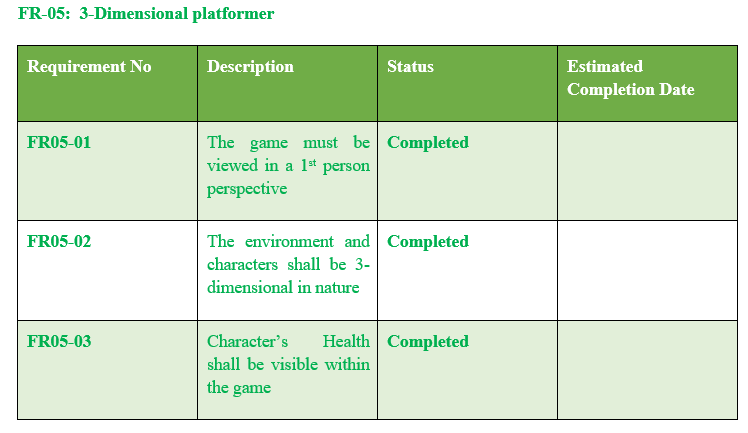 FR-05: 3-Dimensional platformer
Requirement No
Description
Status
Estimated
Completion Date
FR05-01
The game must be
viewed in a 1st person
perspective
Completed
FR05-02
The environment and
characters shall be 3-
dimensional in nature
Completed
FR05-03
Character’s Health
shall be visible within
the game
Completed